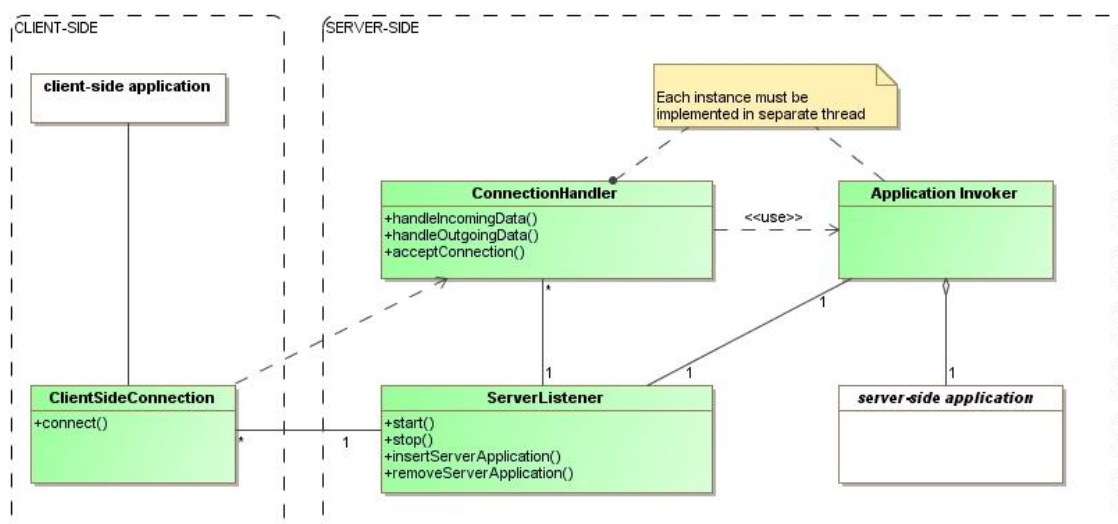 CLIENT-SIDE
SERVER-SIDE
client-side application
Each instance must be
implemented in separate thread
ConnectionHandler
+handleIncomingData()
+handleOutgoingData()
+acceptConnection()
<<use>>
Application Invoker
*
1
1
1
1
ClientSideConnection
+connect()
*
1
ServerListener
+start()
+stop()
+insertServerApplication()
+removeServerApplication()
server-side application